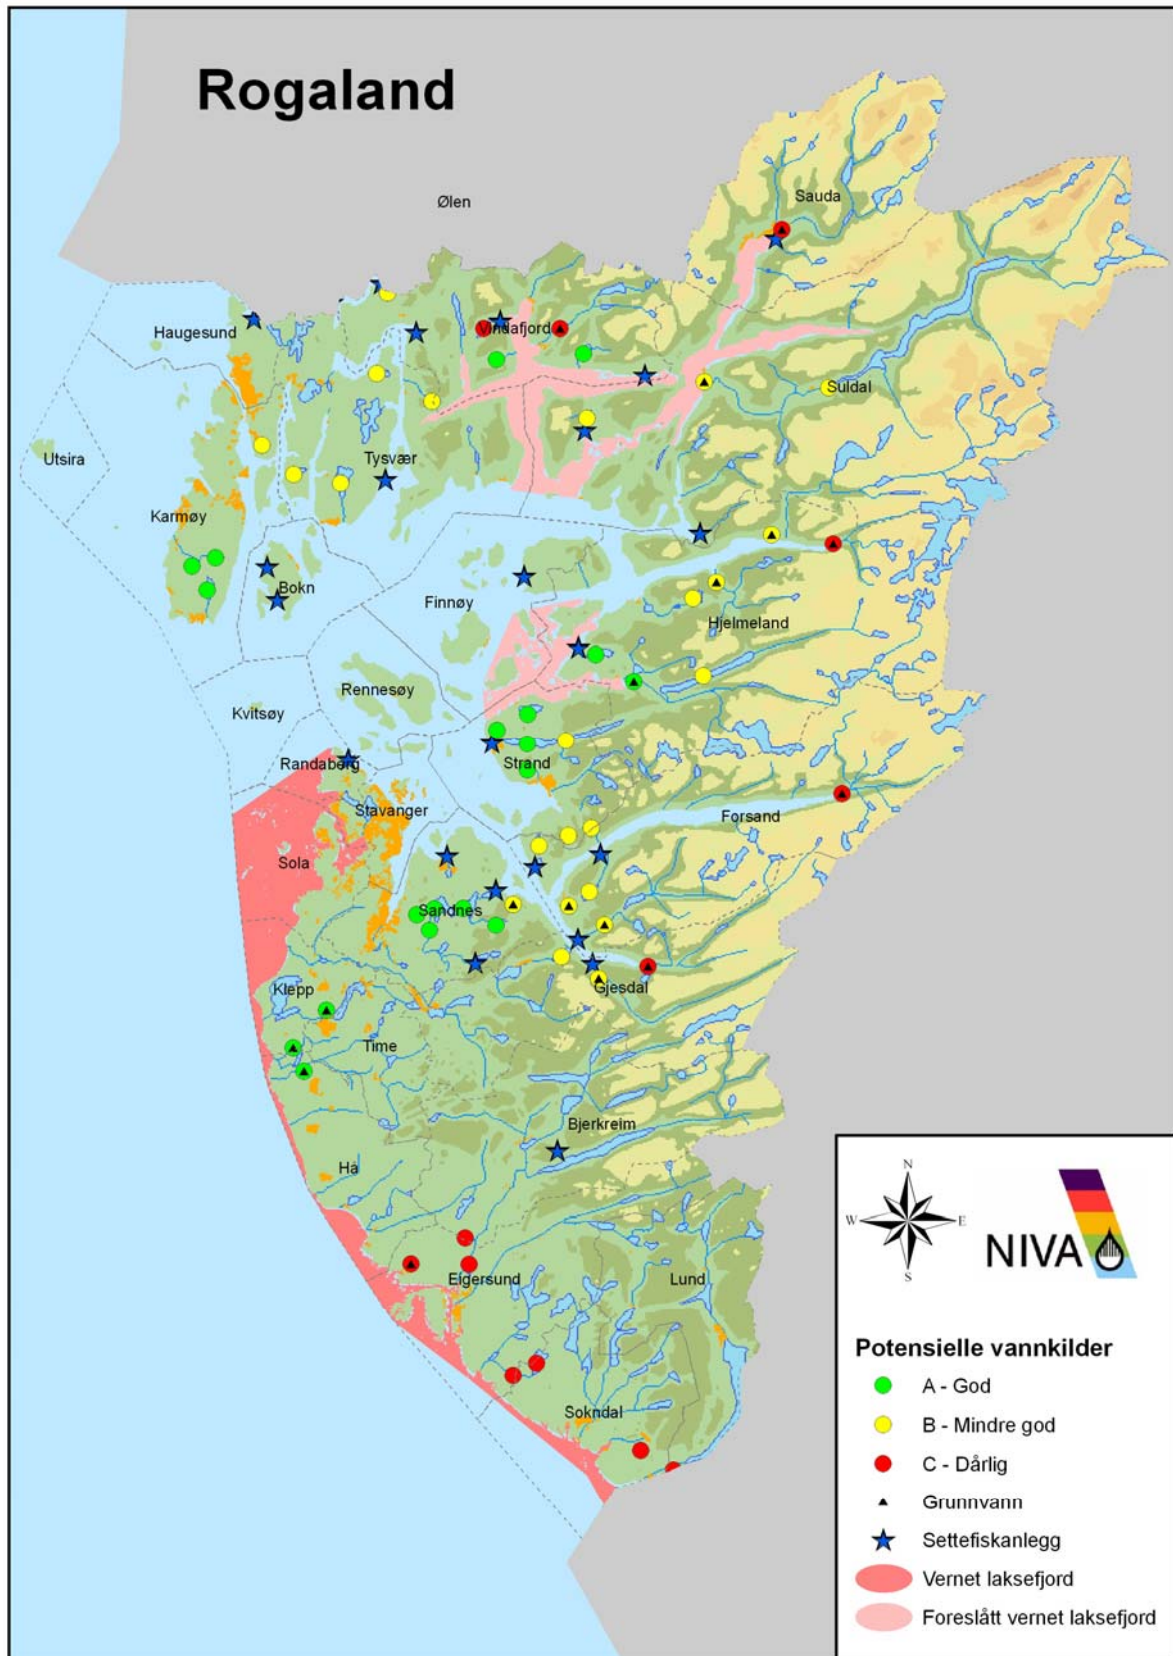 Rogaland
Sauda
Ølen
Haugesund
Vindafjord
Suldal
Utsira
Tysvær
Karmøy
Bokn
Finnøy
Hjelmeland
Rennesøy
Kvitsøy
Randaberg
Strand
Stavanger
Forsand
Sola
Sandnes
Klepp
Gjesdal
Time
Bjerkreim
Hå
Eigersund
Lund
Sokndal
N
W E
S
NIVA
Potensielle vannkilder
A - God
B - Mindre god
C - Dårlig
Grunnvann
Settefiskanlegg
Vernet laksefjord
Foreslått vernet laksefjord